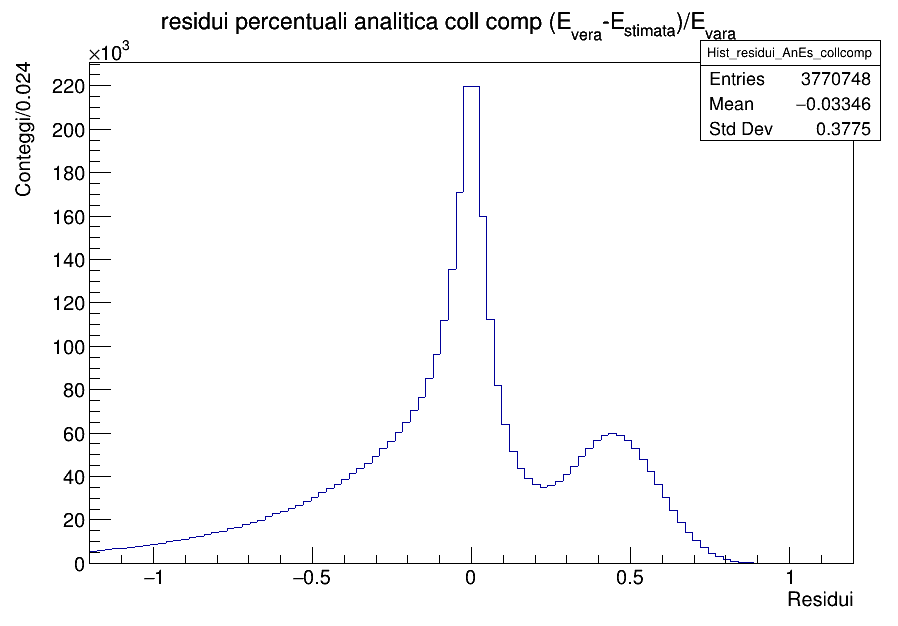 residui percentuali analitica coll comp (E_vera-E_stimata)/E_vara
×10³
Hist_residui_AnEs_collcomp
Entries 3770748
Mean −0.03346
Std Dev 0.3775
Conteggi/0.024
220
200
180
160
140
120
100
80
60
40
20
0
−1 −0.5 0 0.5 1
Residui